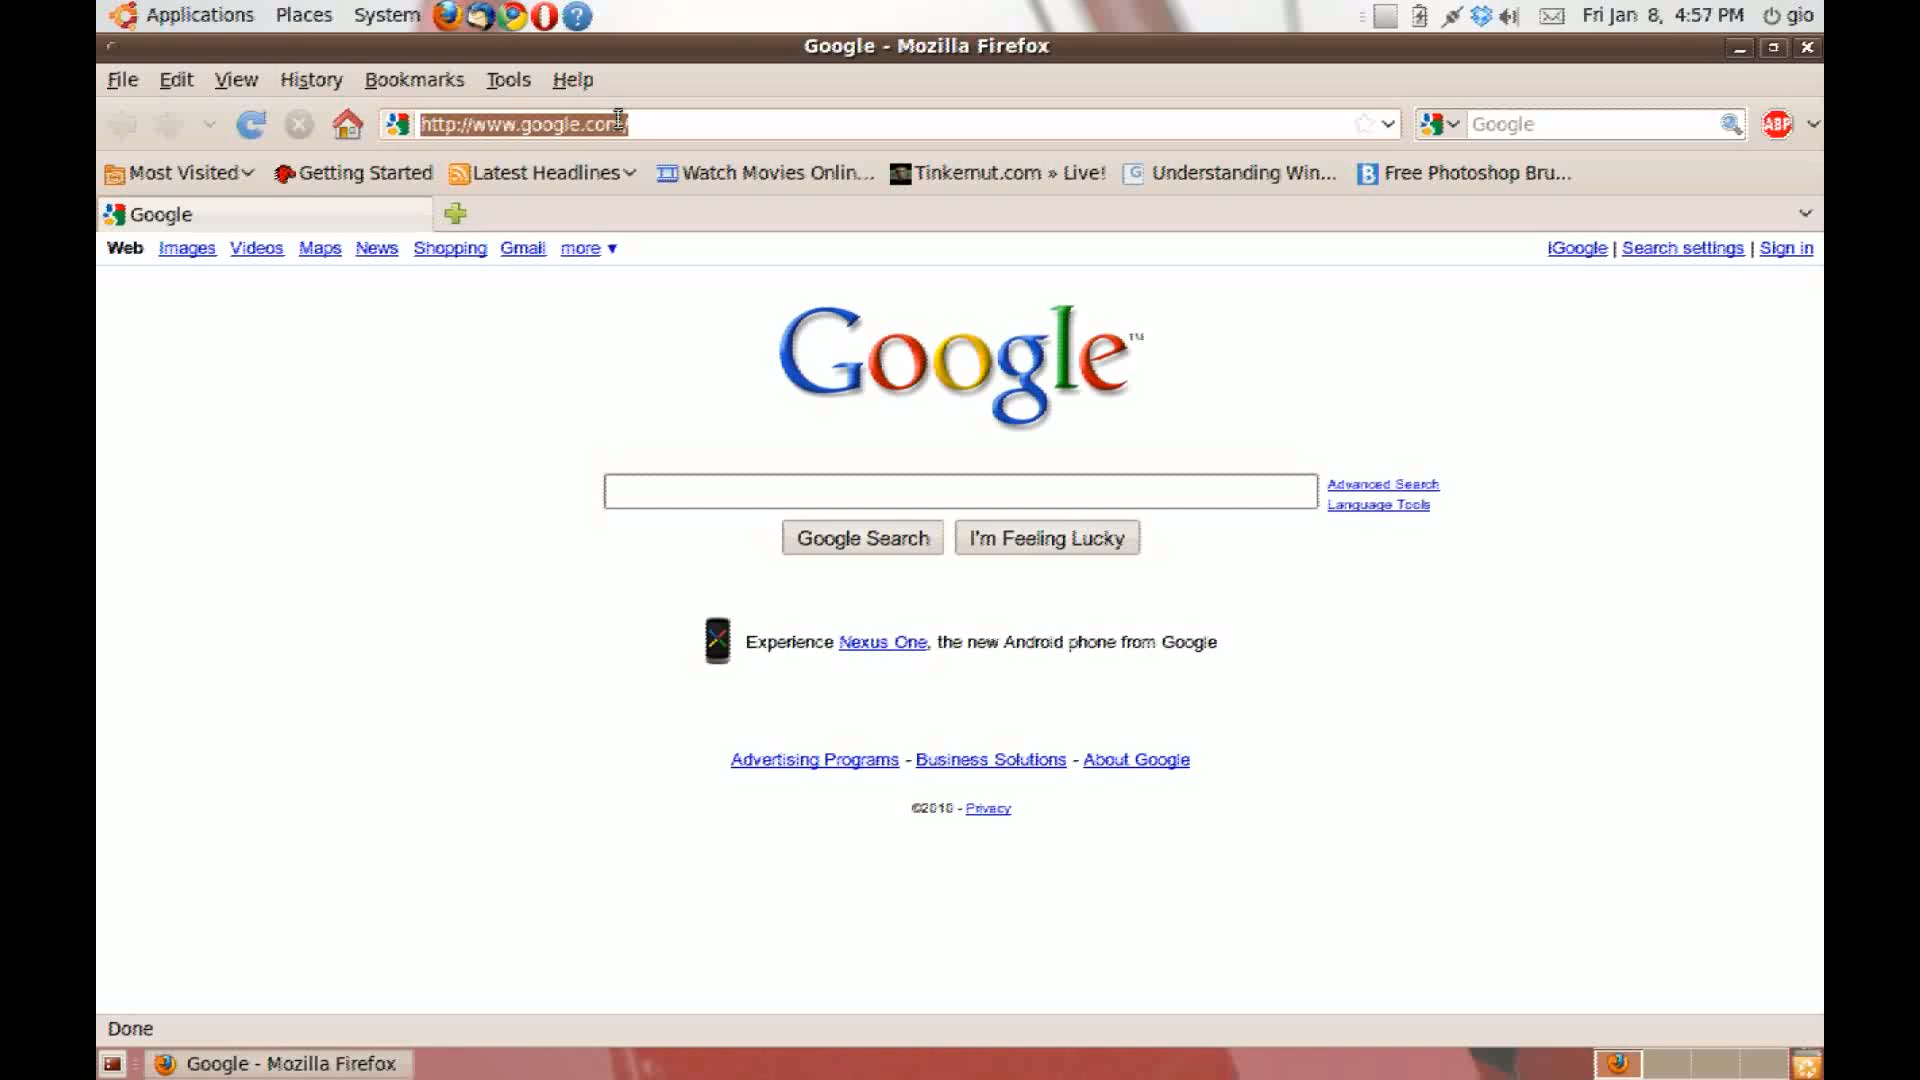 Applications Places System Fri Jan 8, 4:57 PM gio
Google - Mozilla Firefox
File Edit View History Bookmarks Tools Help
http://www.google.com/ Google ABP
Most Visited Getting Started Latest Headlines Watch Movies Onlin... Tinkernut.com » Live! Understanding Win... Free Photoshop Bru...
Google
Web Images Videos Maps News Shopping Gmail more ▼ iGoogle | Search settings | Sign in
Google™
Advanced Search
Language Tools
Google Search I'm Feeling Lucky
Experience Nexus One, the new Android phone from Google
Advertising Programs - Business Solutions - About Google
©2010 - Privacy
Done
Google - Mozilla Firefox